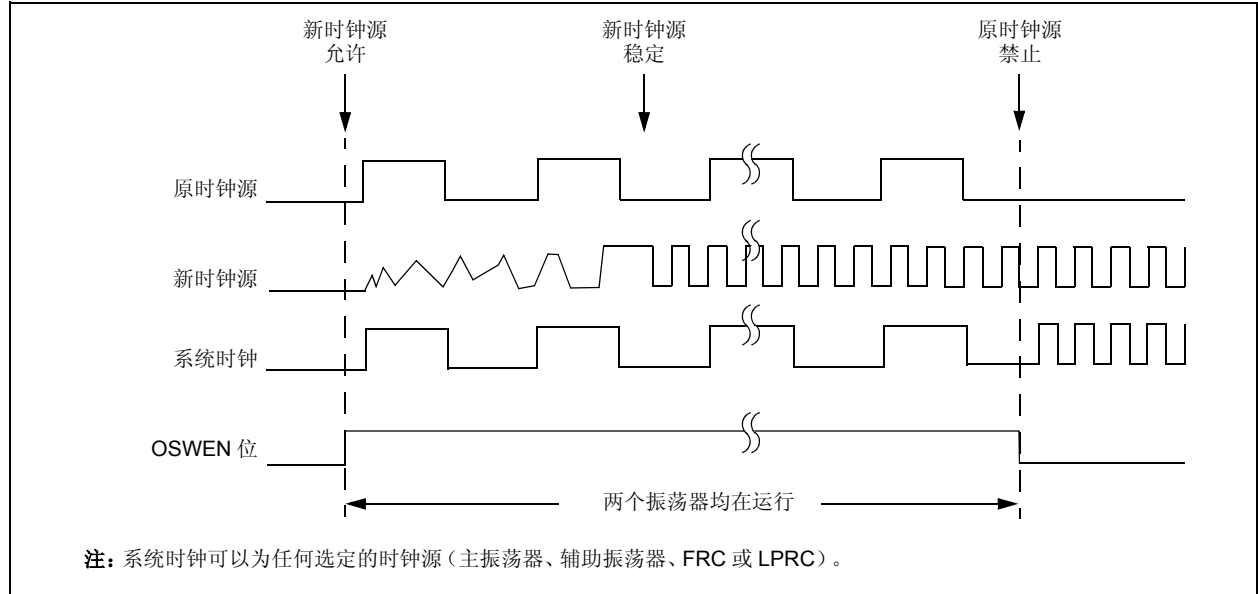 新时钟源
允许
新时钟源
稳定
原时钟源
禁止
原时钟源
新时钟源
系统时钟
OSWEN 位
两个振荡器均在运行
注：系统时钟可以为任何选定的时钟源（主振荡器、辅助振荡器、FRC 或 LPRC）。